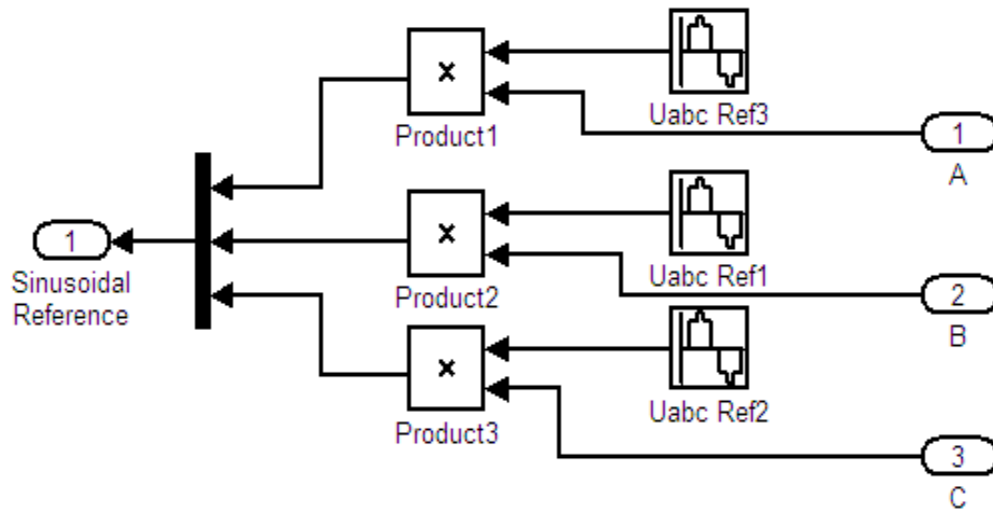 ×
Product1
Uabc Ref3
1
A
1
Sinusoidal
Reference
×
Product2
Uabc Ref1
2
B
×
Product3
Uabc Ref2
3
C